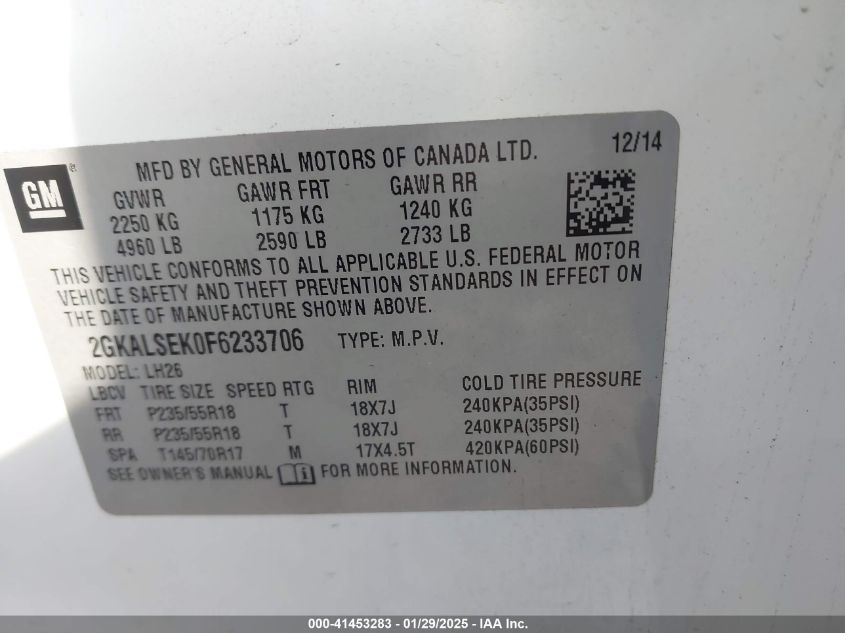 12/14
GM
MFD BY GENERAL MOTORS OF CANADA LTD.
GVWR GAWR FRT GAWR RR
2250 KG 1175 KG 1240 KG
4960 LB 2590 LB 2733 LB
THIS VEHICLE CONFORMS TO ALL APPLICABLE U.S. FEDERAL MOTOR
VEHICLE SAFETY AND THEFT PREVENTION STANDARDS IN EFFECT ON
THE DATE OF MANUFACTURE SHOWN ABOVE.
2GKALSEK0F6233706 TYPE: M.P.V.
MODEL: LH26
LBCV TIRE SIZE SPEED RTG RIM COLD TIRE PRESSURE
FRT P235/55R18 T 18X7J 240KPA(35PSI)
RR P235/55R18 T 18X7J 240KPA(35PSI)
SPA T145/70R17 M 17X4.5T 420KPA(60PSI)
SEE OWNER'S MANUAL FOR MORE INFORMATION.
000-41453283 - 01/29/2025 - IAA Inc.